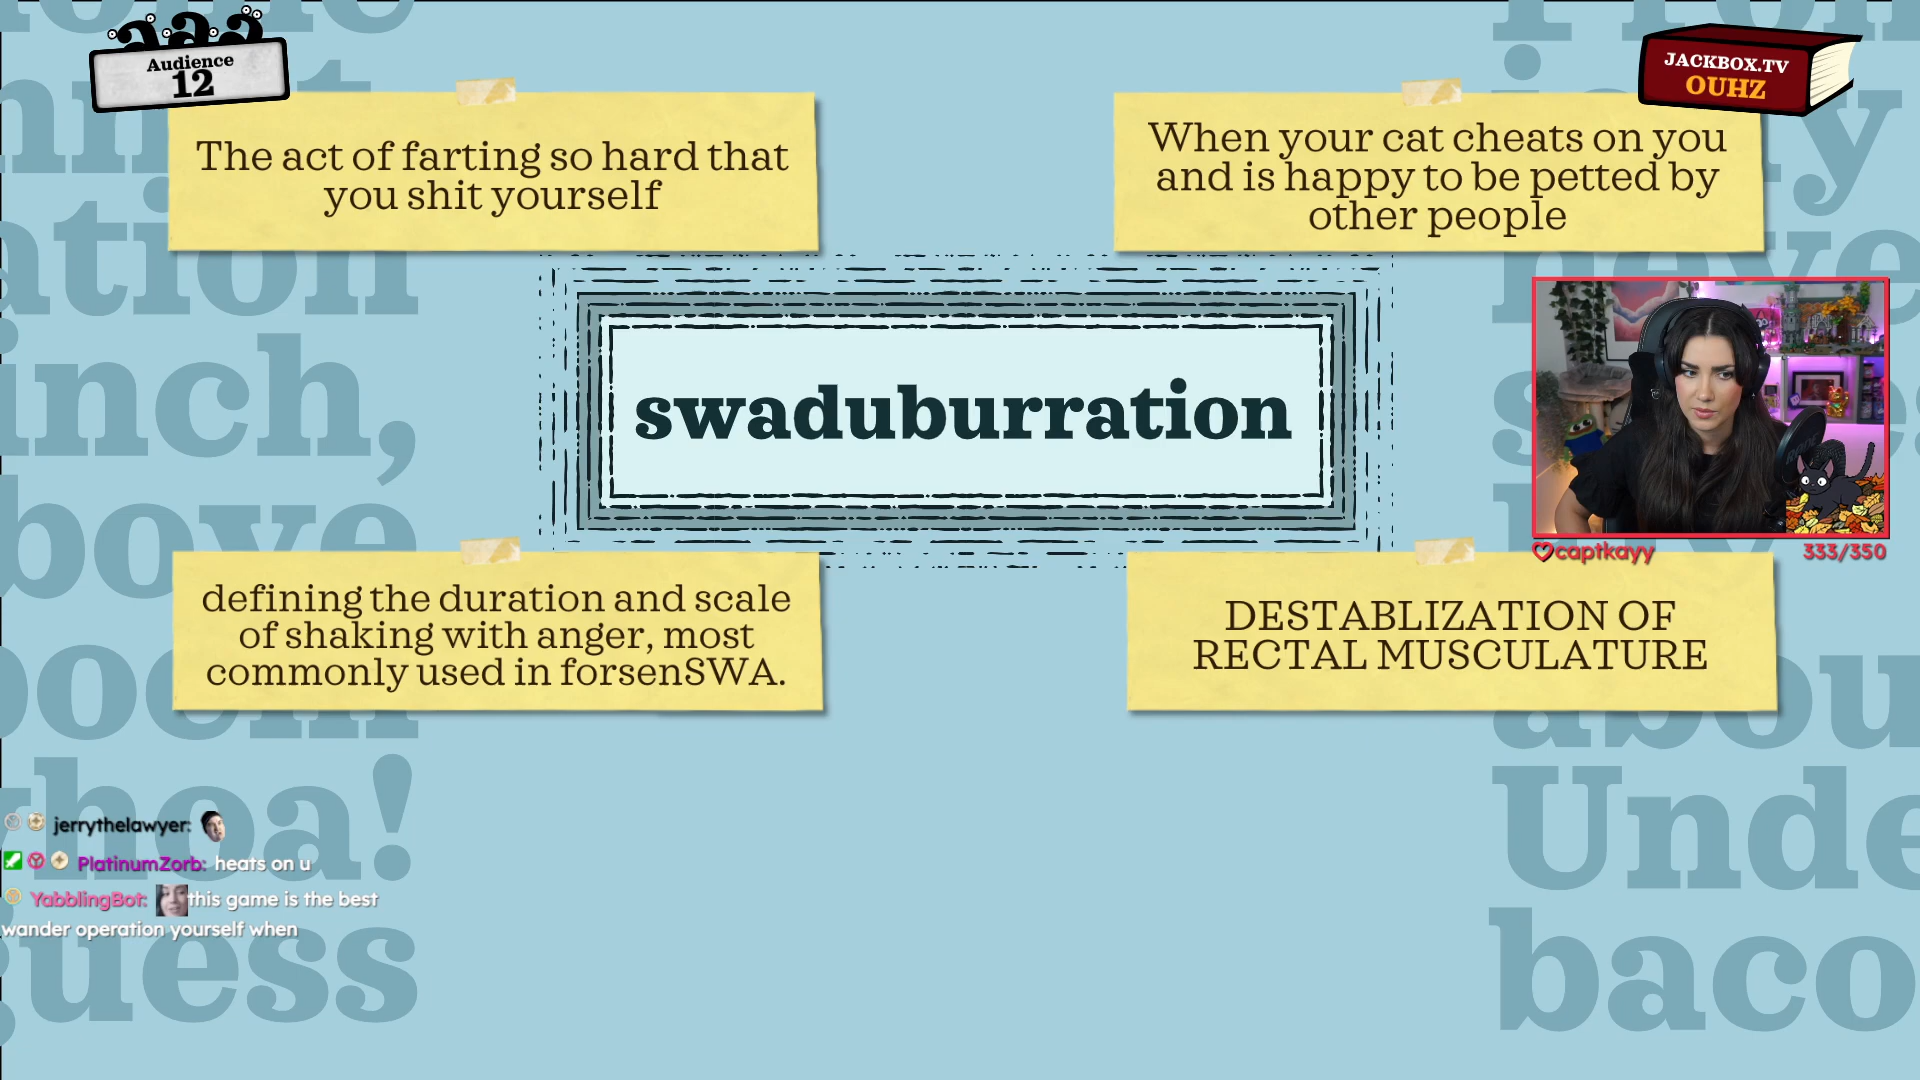 Audience
12
JACKBOX.TV
OUHZ
The act of farting so hard that
you shit yourself
When your cat cheats on you
and is happy to be petted by
other people
swaduburration
captkayy
333/350
defining the duration and scale
of shaking with anger, most
commonly used in forsenSWA.
DESTABLIZATION OF
RECTAL MUSCULATURE
jerrythelawyer:
PlatinumZorb: heats on u
YabblingBot: this game is the best
wander operation yourself when
inch,
whoa!
guess